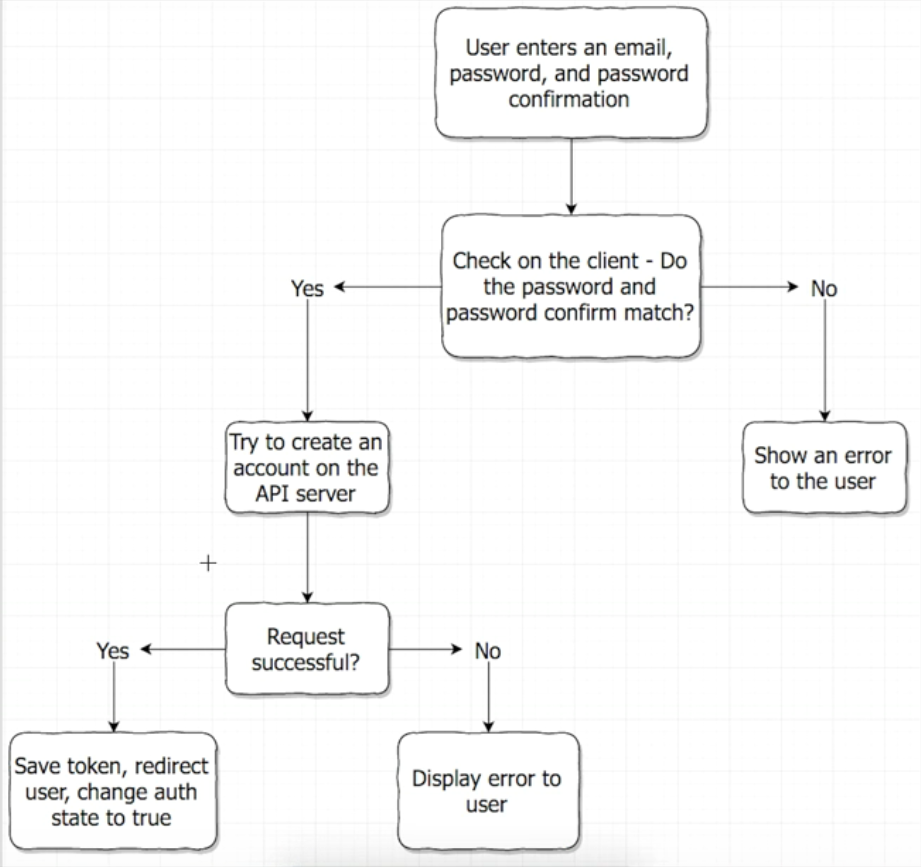 User enters an email,
password, and password
confirmation
Check on the client - Do
the password and
password confirm match?
Yes
No
Try to create an
account on the
API server
Show an error
to the user
Request
successful?
Yes
No
Save token, redirect
user, change auth
state to true
Display error to
user